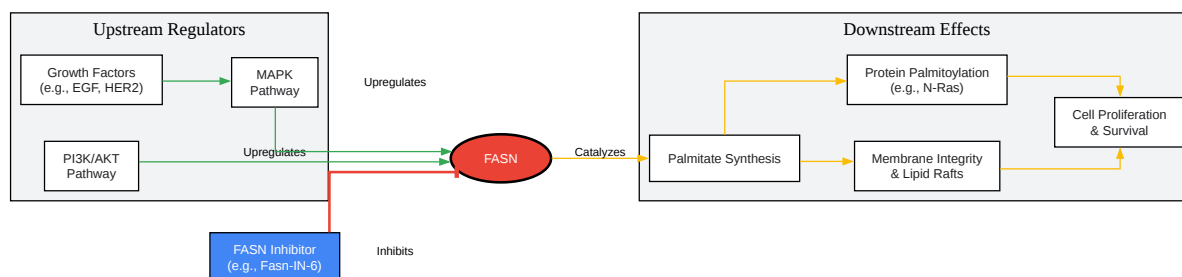 Upstream Regulators
Growth Factors
(e.g., EGF, HER2)
MAPK
Pathway
Upregulates
PI3K/AKT
Pathway
Upregulates
FASN
Catalyzes
FASN Inhibitor
(e.g., Fasn-IN-6)
Inhibits
Downstream Effects
Protein Palmitoylation
(e.g., N-Ras)
Cell Proliferation
& Survival
Palmitate Synthesis
Membrane Integrity
& Lipid Rafts